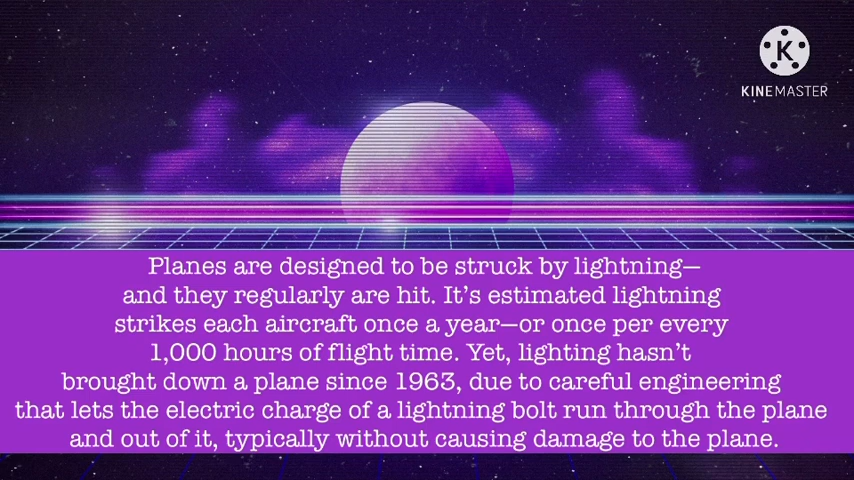 K
KINEMASTER
Planes are designed to be struck by lightning—
and they regularly are hit. It’s estimated lightning
strikes each aircraft once a year—or once per every
1,000 hours of flight time. Yet, lighting hasn’t
brought down a plane since 1963, due to careful engineering
that lets the electric charge of a lightning bolt run through the plane
and out of it, typically without causing damage to the plane.